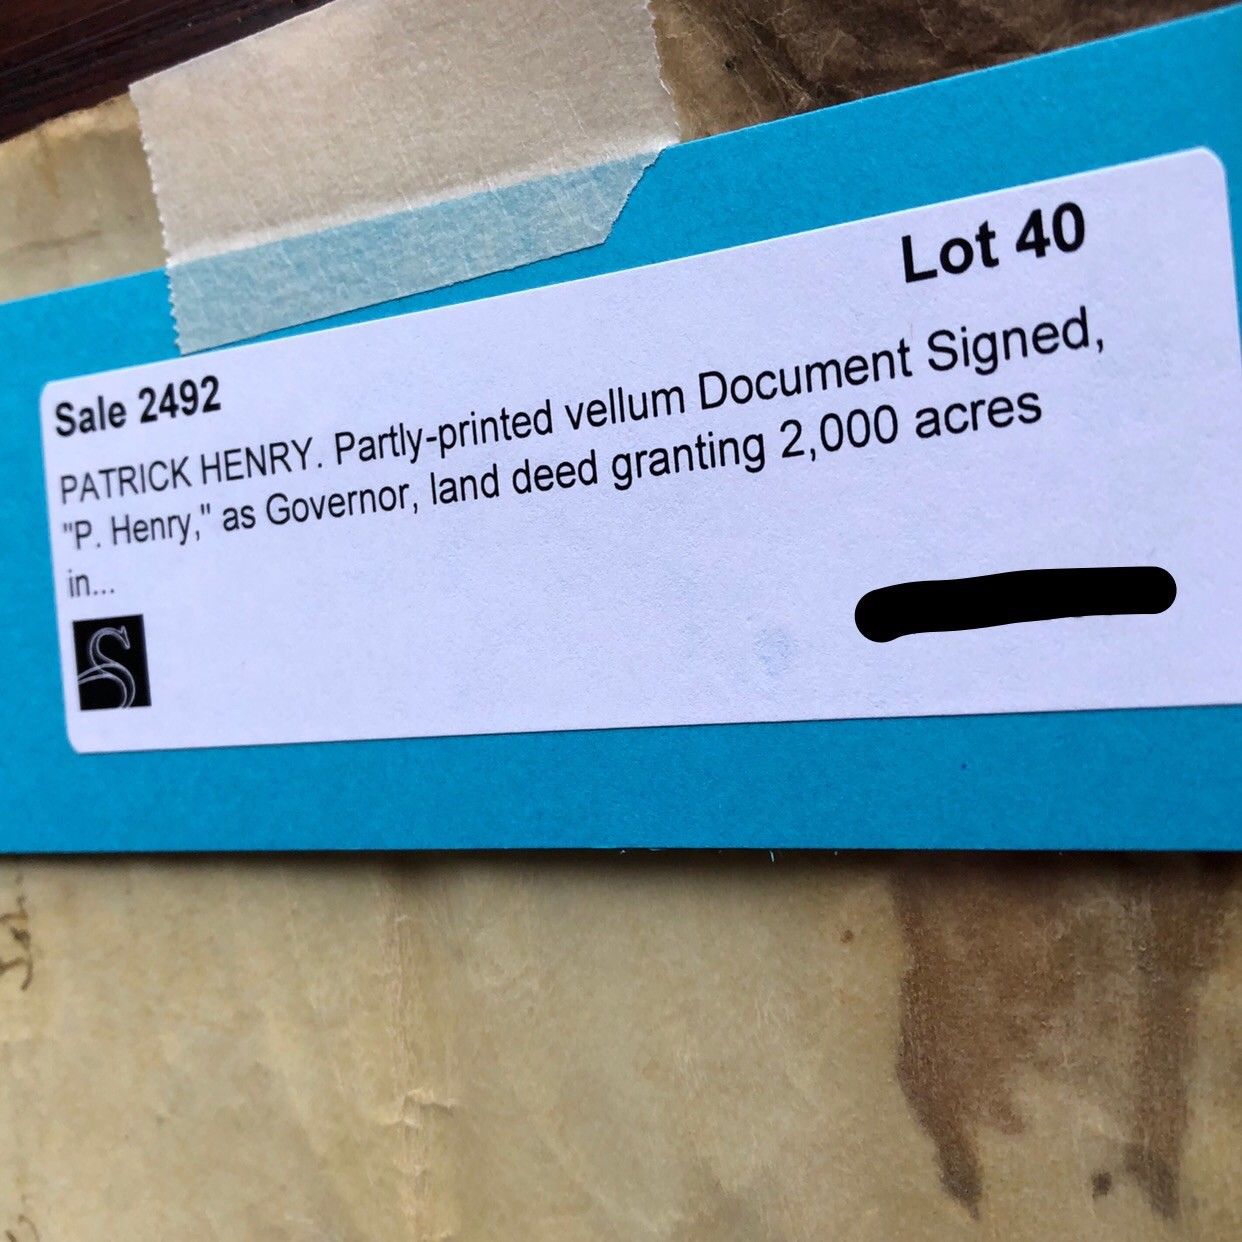 Lot 40
Sale 2492
PATRICK HENRY. Partly-printed vellum Document Signed,
"P. Henry," as Governor, land deed granting 2,000 acres
in...
S